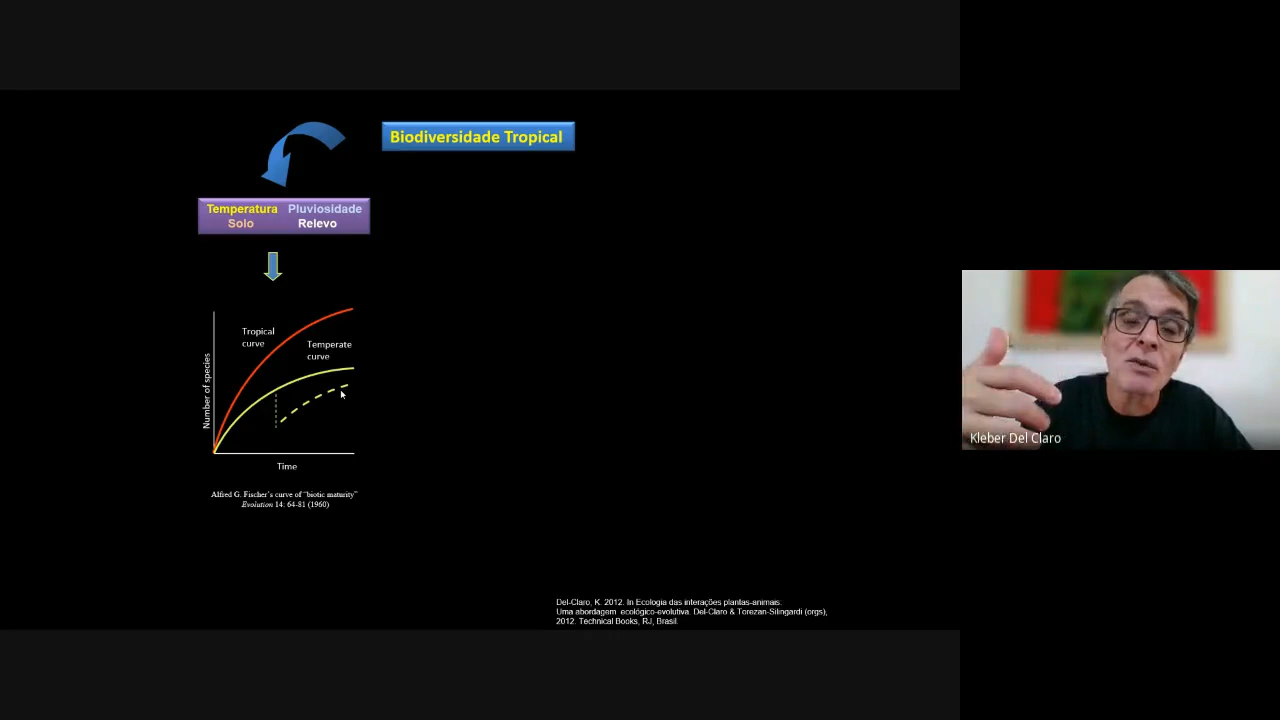 Biodiversidade Tropical
Temperatura Pluviosidade
Solo Relevo
Tropical
curve
Temperate
curve
Number of species
Time
Alfred G. Fischer's curve of "biotic maturity"
Evolution 14: 64-81 (1960)
Kleber Del Claro
Del-Claro, K. 2012. In Ecologia das interações plantas-animais:
Uma abordagem ecológico-evolutiva. Del-Claro & Torezan-Silingardi (orgs),
2012. Technical Books, RJ, Brasil.